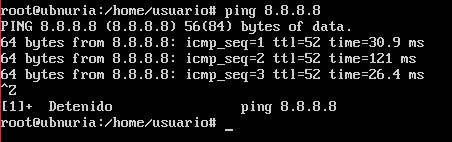 root@ubnuria:/home/usuario# ping 8.8.8.8
PING 8.8.8.8 (8.8.8.8) 56(84) bytes of data.
64 bytes from 8.8.8.8: icmp_seq=1 ttl=52 time=30.9 ms
64 bytes from 8.8.8.8: icmp_seq=2 ttl=52 time=121 ms
64 bytes from 8.8.8.8: icmp_seq=3 ttl=52 time=26.4 ms
^Z
[1]+  Detenido                ping 8.8.8.8
root@ubnuria:/home/usuario# _